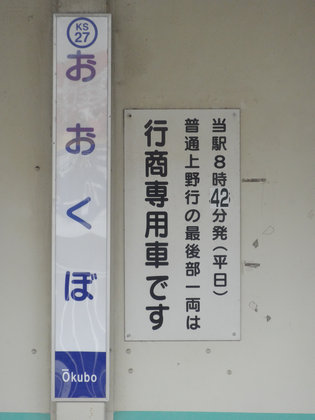 KS
27
おおくぼ
Ōkubo
当駅8時42分発(平日)
普通上野行の最後部一両は
行商専用車です